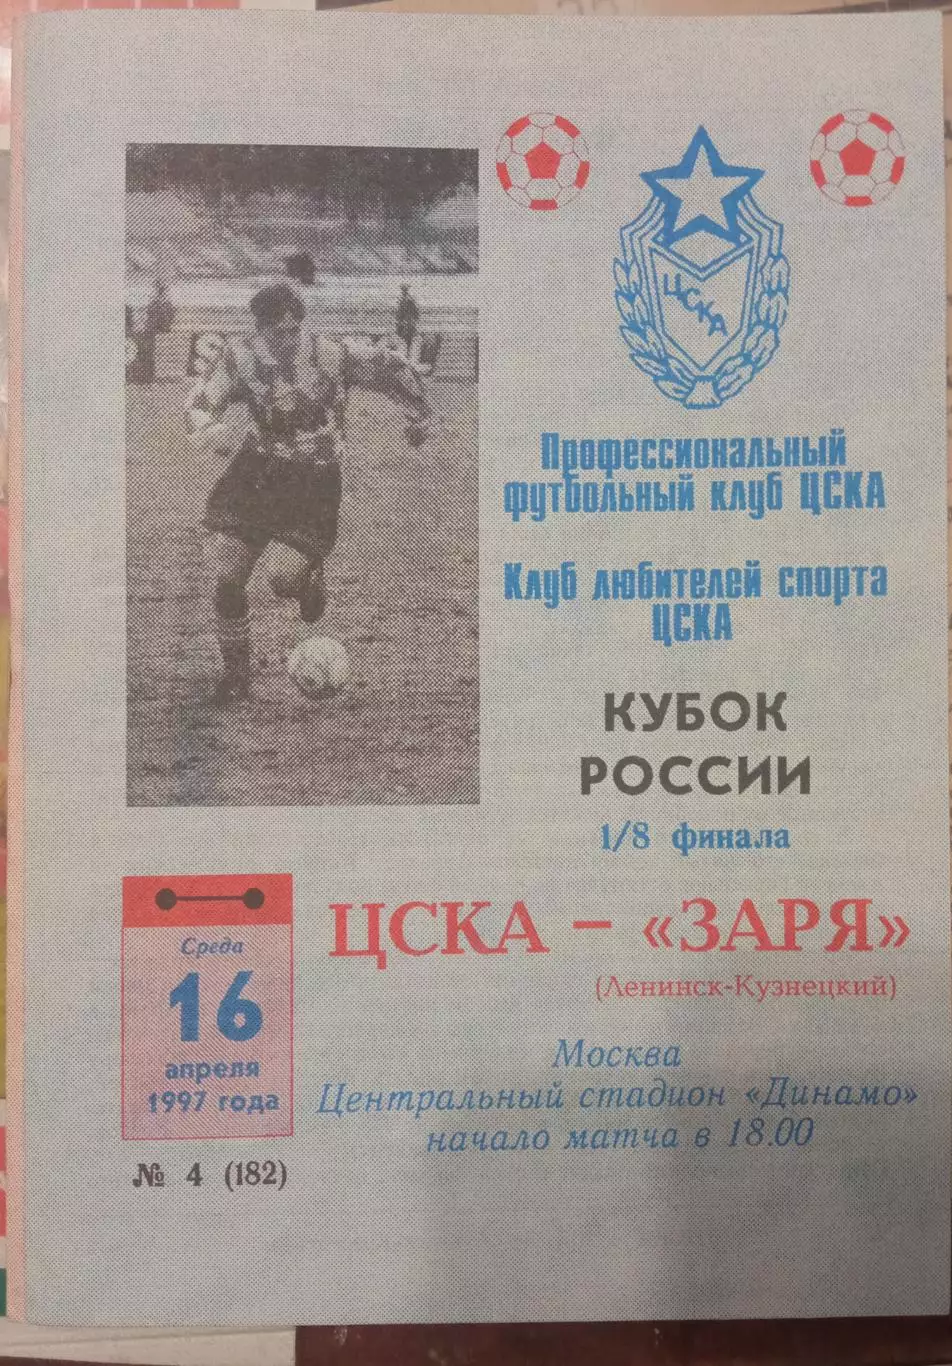 ЦСКА
Профессиональный
футбольный клуб ЦСКА
Клуб любителей спорта
ЦСКА
КУБОК
РОССИИ
1/8 финала
ЦСКА – «ЗАРЯ»
(Ленинск-Кузнецкий)
Среда
16
апреля
1997 года
Москва
Центральный стадион «Динамо»
начало матча в 18.00
№ 4 (182)